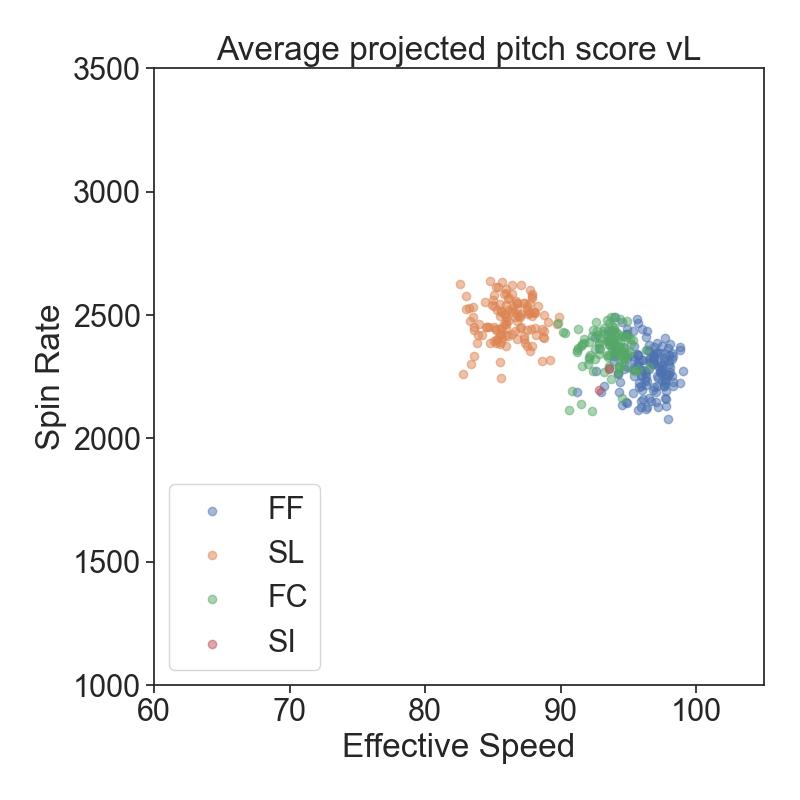 Average projected pitch score vL
3500
3000
2500
2000
1500
1000
Spin Rate
FF
SL
FC
SI
60 70 80 90 100
Effective Speed